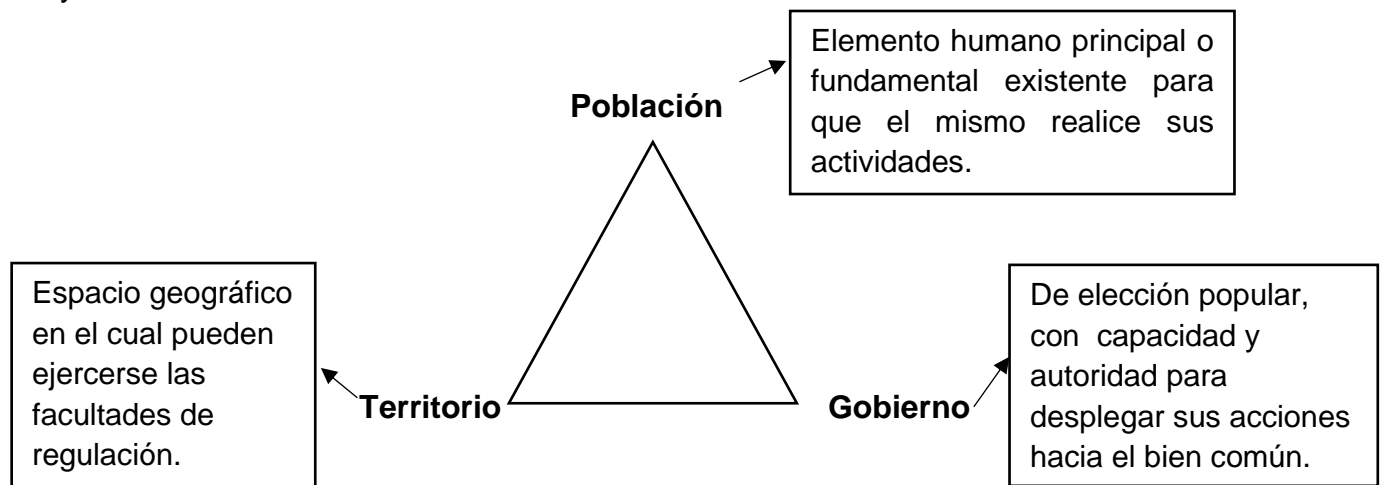 Elemento humano principal o
fundamental existente para
que el mismo realice sus
actividades.
Población
Espacio geográfico
en el cual pueden
ejercerse las
facultades de
regulación.
Territorio
Gobierno
De elección popular,
con capacidad y
autoridad para
desplegar sus acciones
hacia el bien común.